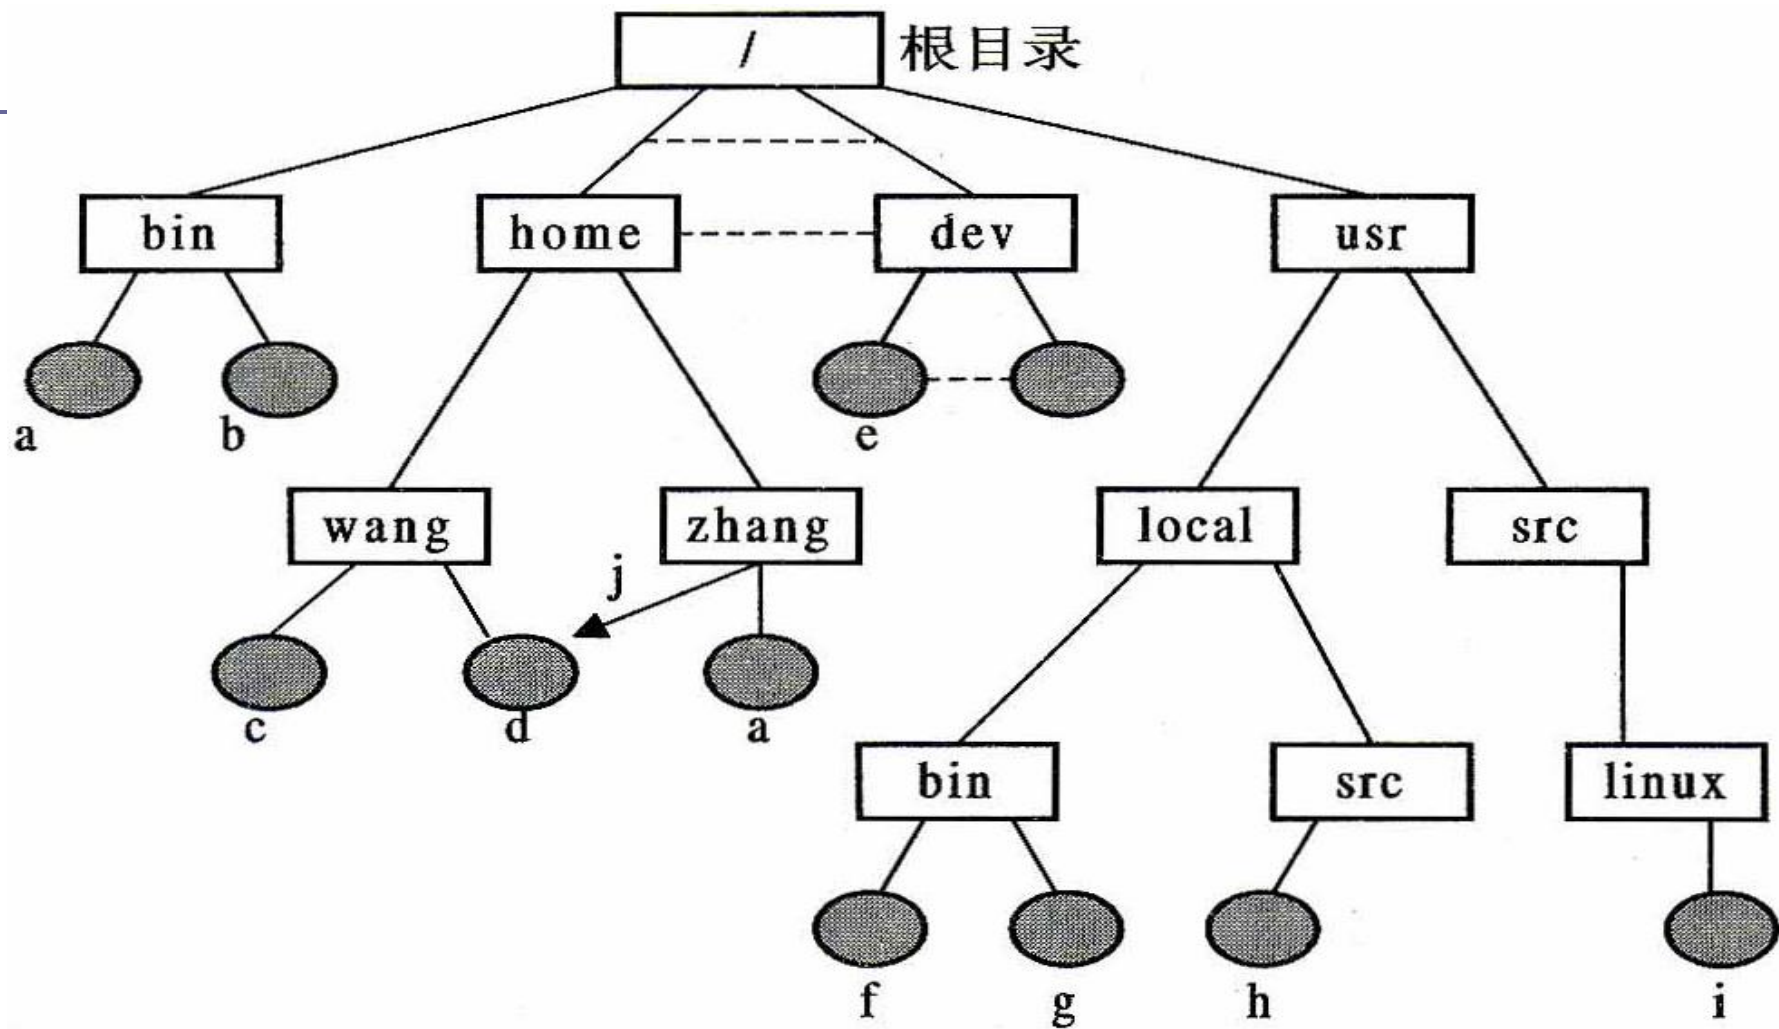 / 根目录
bin home dev usr
a b e
wang zhang local src
j
c d a
bin src linux
f g h i